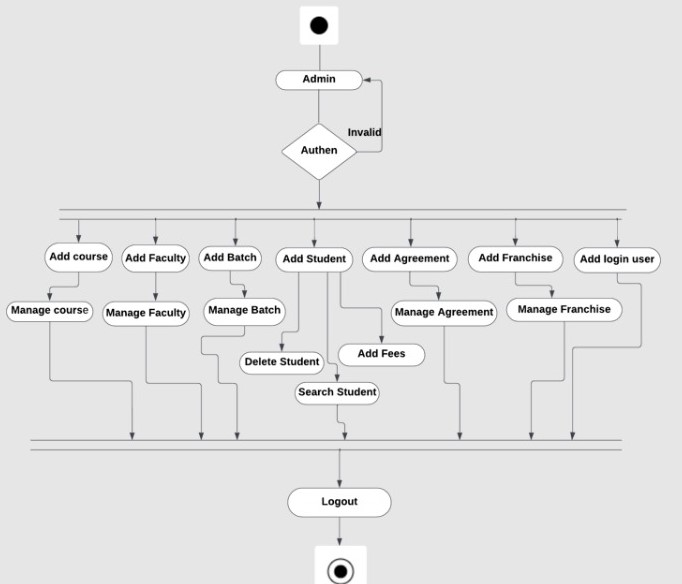 Admin
Invalid
Authen
Add course
Add Faculty
Add Batch
Add Student
Add Agreement
Add Franchise
Add login user
Manage course
Manage Faculty
Manage Batch
Manage Agreement
Manage Franchise
Delete Student
Add Fees
Search Student
Logout